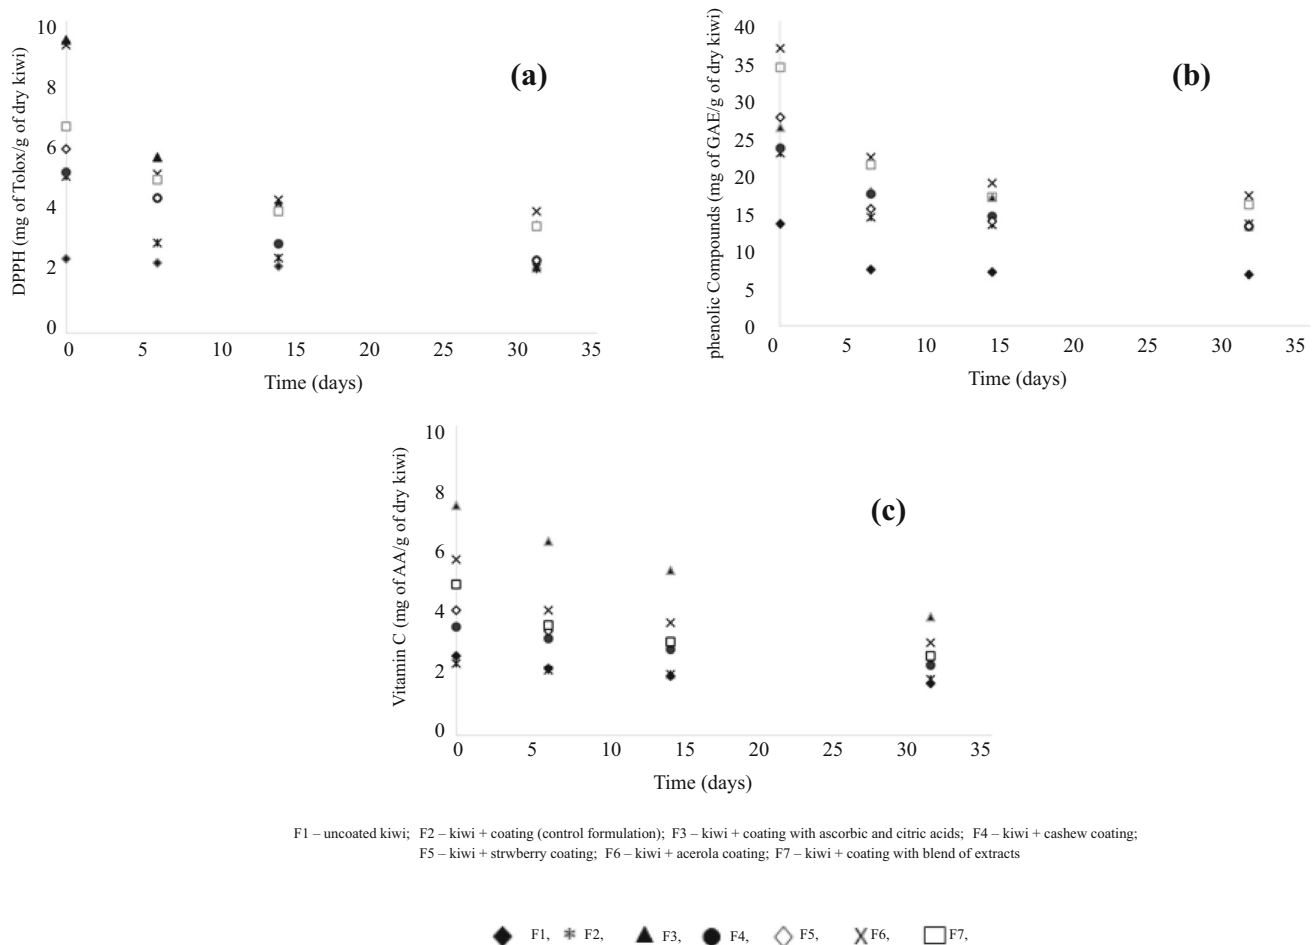 (a)
DPPH (mg of Tolox/g of dry kiwi)
10
8
6
4
2
0
0 5 10 15 20 25 30 35
Time (days)
(b)
phenolic Compounds (mg of GAE/g of dry kiwi)
40
35
30
25
20
15
10
5
0
0 5 10 15 20 25 30 35
Time (days)
(c)
Vitamin C (mg of AA/g of dry kiwi)
10
8
6
4
2
0
0 5 10 15 20 25 30 35
Time (days)
F1 – uncoated kiwi; F2 – kiwi + coating (control formulation); F3 – kiwi + coating with ascorbic and citric acids; F4 – kiwi + cashew coating;
F5 – kiwi + strwberry coating; F6 – kiwi + acerola coating; F7 – kiwi + coating with blend of extracts
F1, F2, F3, F4, F5, F6, F7,